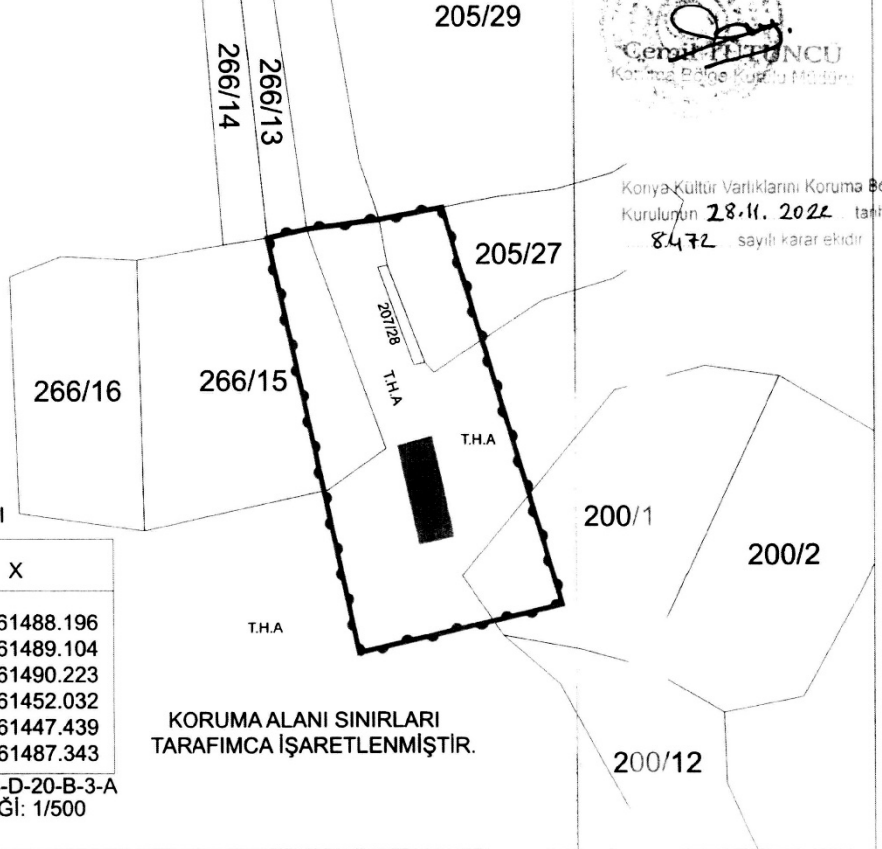 205/29
266/14
266/13
Cemil TÜTÜNCÜ
Koruma Bölge Kurulu Müdürü
Konya Kültür Varlıklarını Koruma
Kurulunun 28.11.2022
8472 sayılı karar ekidir
205/27
207/28
266/16
266/15
T.H.A
T.H.A
200/1
200/2
X
61488.196
61489.104
61490.223
61452.032
61447.439
61487.343
T.H.A
KORUMA ALANI SINIRLARI
TARAFIMCA İŞARETLENMİŞTİR.
-D-20-B-3-A
Ğİ: 1/500
200/12